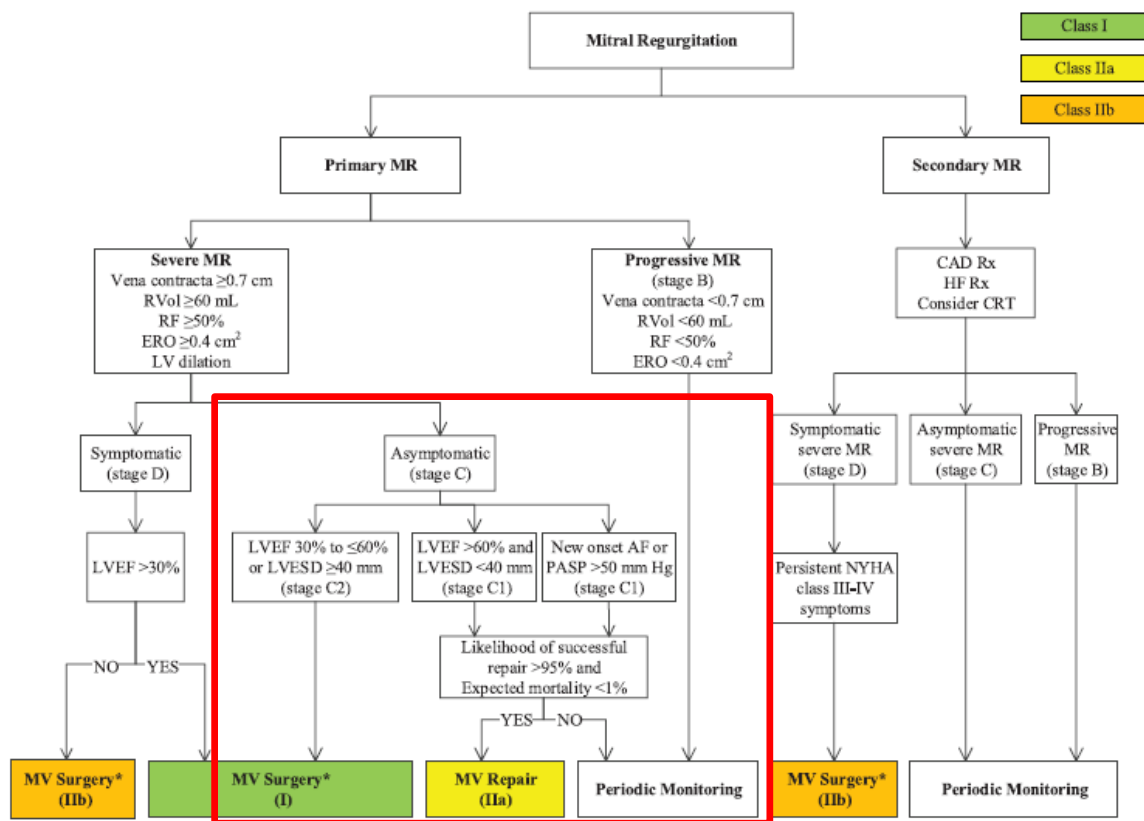 Mitral Regurgitation
Class I
Class IIa
Class IIb
Primary MR
Secondary MR
Severe MR
Vena contracta ≥0.7 cm
RVol ≥60 mL
RF ≥50%
ERO ≥0.4 cm²
LV dilation
Progressive MR
(stage B)
Vena contracta <0.7 cm
RVol <60 mL
RF <50%
ERO <0.4 cm²
CAD Rx
HF Rx
Consider CRT
Symptomatic
(stage D)
Asymptomatic
(stage C)
Symptomatic
severe MR
(stage D)
Asymptomatic
severe MR
(stage C)
Progressive
MR
(stage B)
LVEF >30%
LVEF 30% to ≤60%
or LVESD ≥40 mm
(stage C2)
LVEF >60% and
LVESD <40 mm
(stage C1)
New onset AF or
PASP >50 mm Hg
(stage C1)
Persistent NYHA
class III-IV
symptoms
Likelihood of successful
repair >95% and
Expected mortality <1%
NO
YES
YES
NO
MV Surgery*
(IIb)
MV Surgery*
(I)
MV Repair
(IIa)
Periodic Monitoring
MV Surgery*
(IIb)
Periodic Monitoring